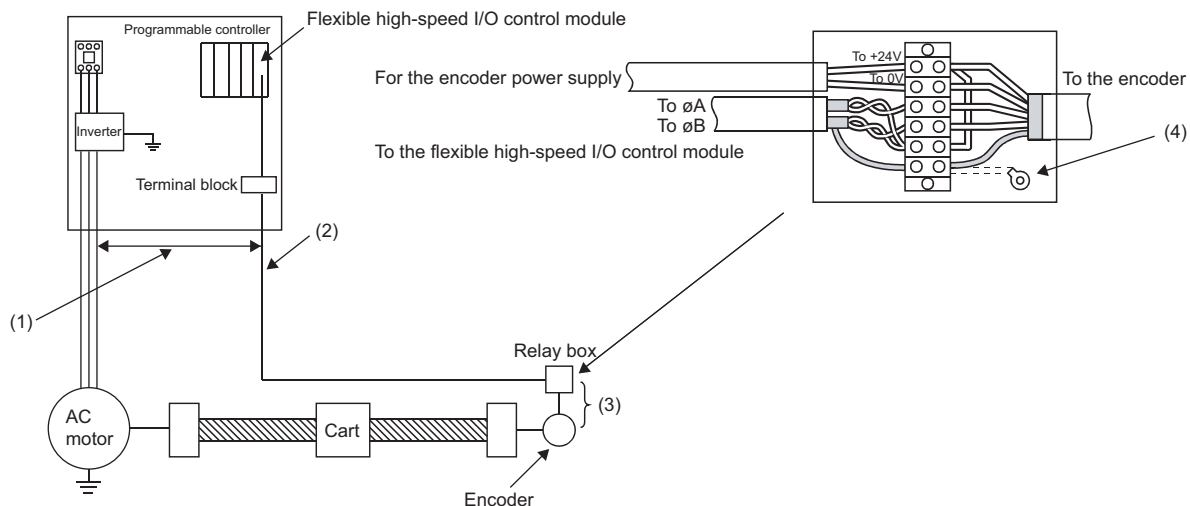 Flexible high-speed I/O control module
Programmable controller
Inverter
Terminal block
(2)
(1)
AC
motor
Cart
Relay box
(3)
Encoder
For the encoder power supply
To +24V
To 0V
To øA
To øB
To the flexible high-speed I/O control module
To the encoder
(4)